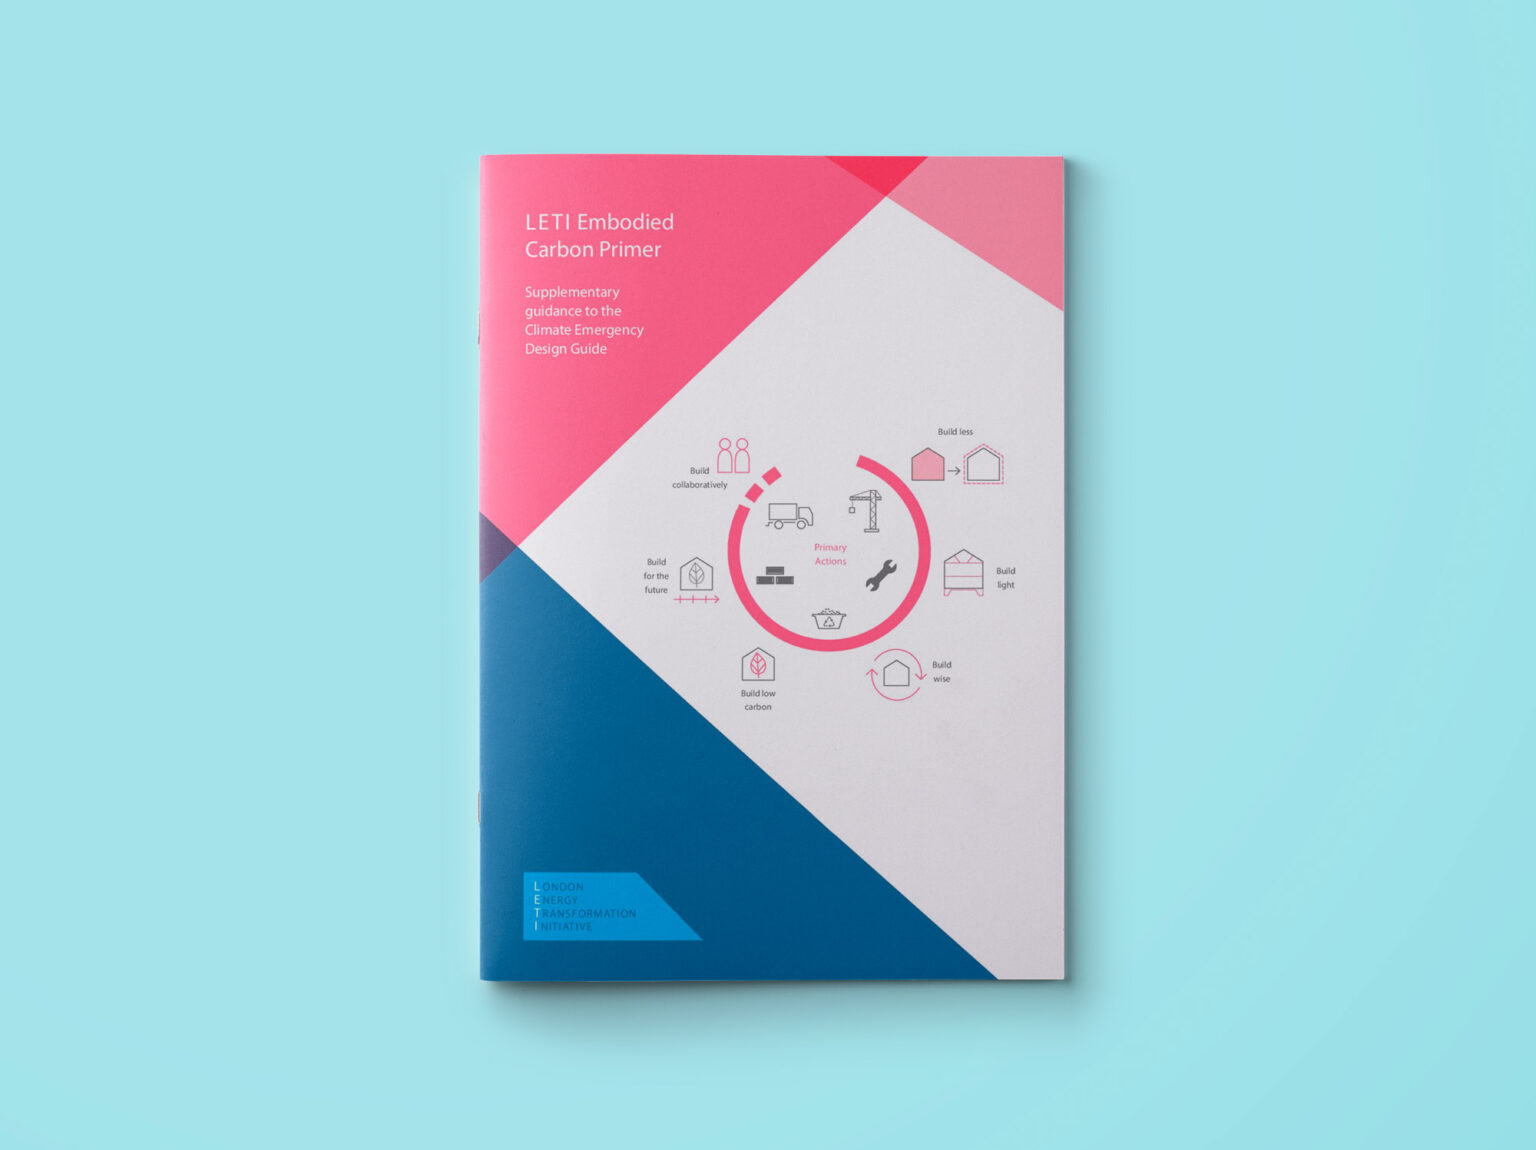 LETI Embodied
Carbon Primer
Supplementary
guidance to the
Climate Emergency
Design Guide
Build less
Build
collaboratively
Primary
Actions
Build
for the
future
Build
light
Build
wise
Build low
carbon
LONDON
ENERGY
TRANSFORMATION
INITIATIVE